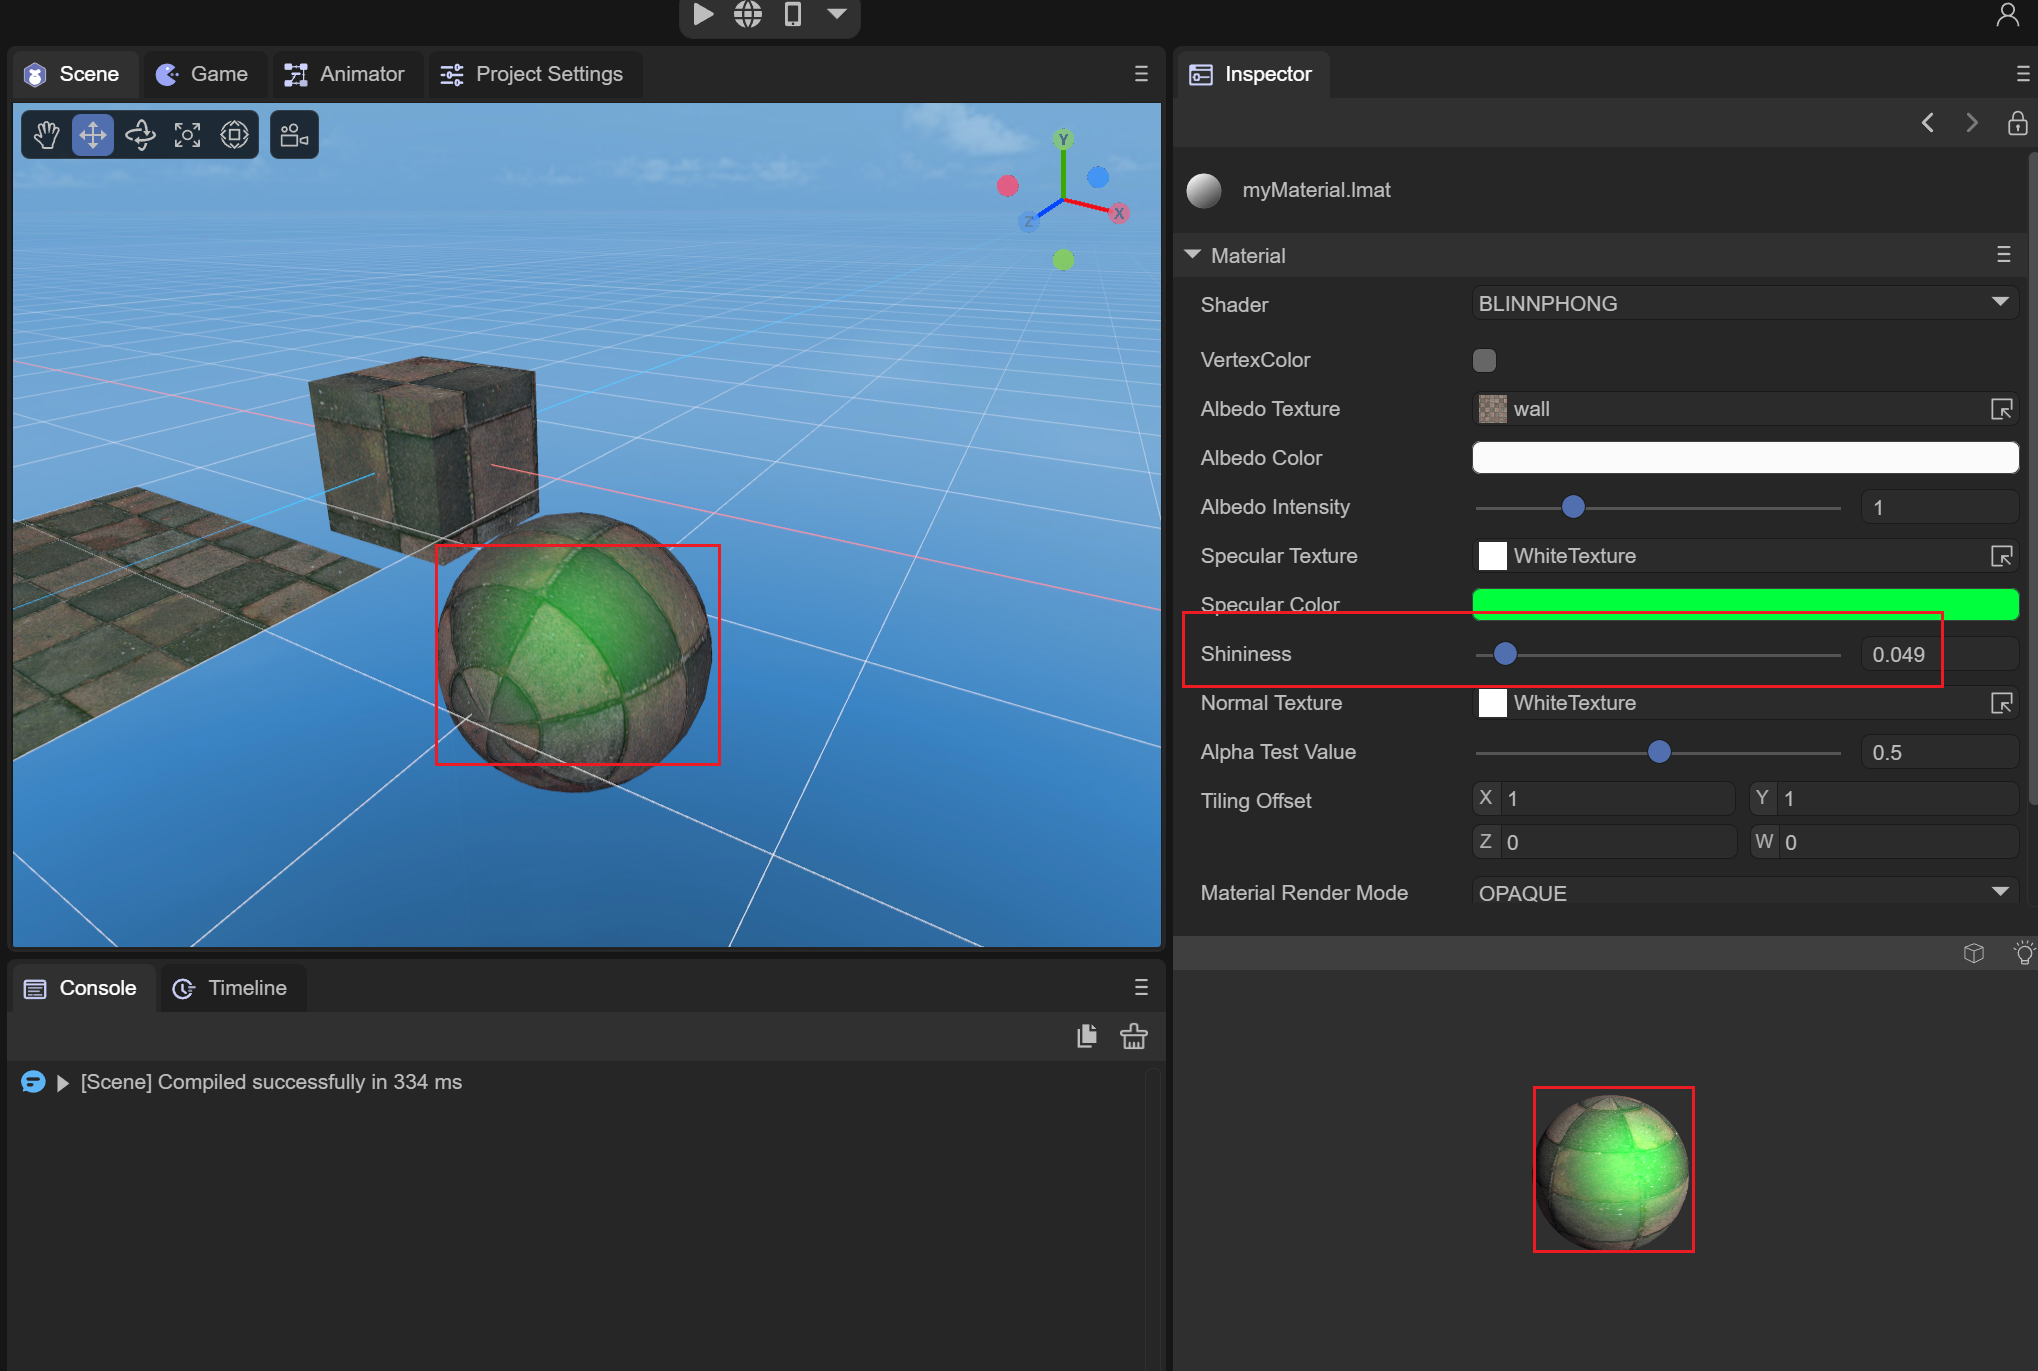 Scene
Game
Animator
Project Settings
Inspector
Y
X
Z
myMaterial.lmat
Material
Shader BLINNPHONG
VertexColor
Albedo Texture wall
Albedo Color
Albedo Intensity 1
Specular Texture WhiteTexture
Specular Color
Shininess 0.049
Normal Texture WhiteTexture
Alpha Test Value 0.5
Tiling Offset X 1 Y 1
Z 0 W 0
Material Render Mode OPAQUE
Console
Timeline
[Scene] Compiled successfully in 334 ms